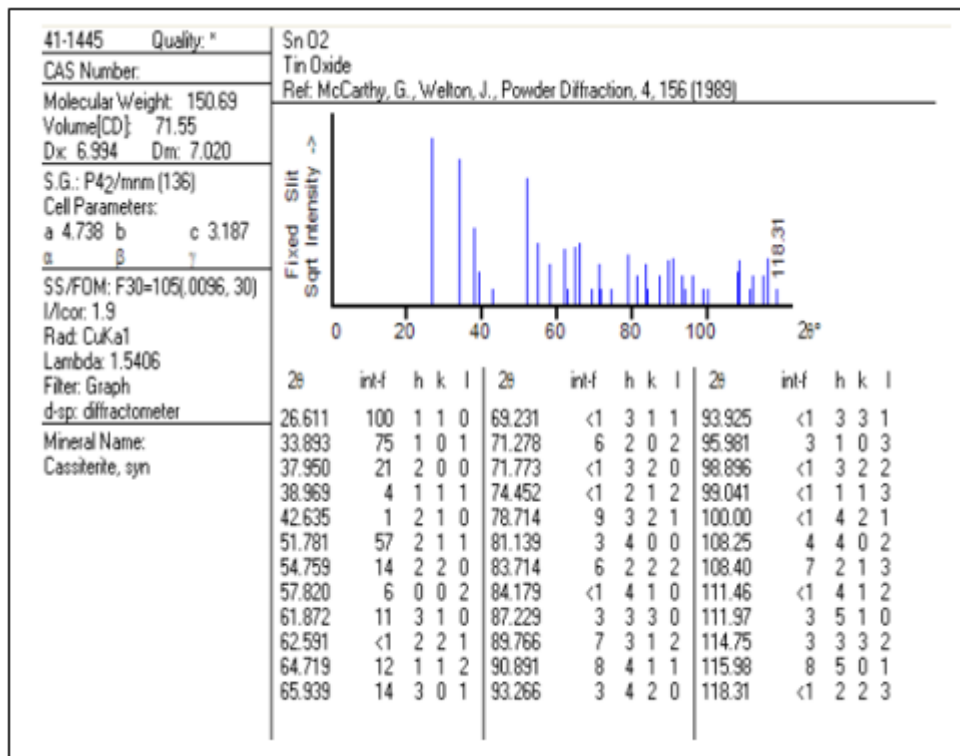 41-1445 Quality: *
CAS Number:
Molecular Weight: 150.69
Volume[CD]: 71.55
Dx: 6.994 Dm: 7.020
S.G.: P42/mnm (136)
Cell Parameters:
a 4.738 b c 3.187
α β γ
SS/FOM: F30=105(.0096, 30)
I/Icor: 1.9
Rad: CuKa1
Lambda: 1.5406
Filter: Graph
d-sp: diffractometer
Mineral Name:
Cassiterite, syn
Sn O2
Tin Oxide
Ref: McCarthy, G., Welton, J., Powder Diffraction, 4, 156 (1989)
Fixed Slit
Sqrt Intensity ->
118.31
0 20 40 60 80 100 2θ°
2θ int-f h k l 2θ int-f h k l 2θ int-f h k l
26.611 100 1 1 0 69.231 <1 3 1 1 93.925 <1 3 3 1
33.893 75 1 0 1 71.278 6 2 0 2 95.981 3 1 0 3
37.950 21 2 0 0 71.773 <1 3 2 0 98.896 <1 3 2 2
38.969 4 1 1 1 74.452 <1 2 1 2 99.041 <1 1 1 3
42.635 1 2 1 0 78.714 9 3 2 1 100.00 <1 4 2 1
51.781 57 2 1 1 81.139 3 4 0 0 108.25 4 4 0 2
54.759 14 2 2 0 83.714 6 2 2 2 108.40 7 2 1 3
57.820 6 0 0 2 84.179 <1 4 1 0 111.46 <1 4 1 2
61.872 11 3 1 0 87.229 3 3 3 0 111.97 3 5 1 0
62.591 <1 2 2 1 89.766 7 3 1 2 114.75 3 3 3 2
64.719 12 1 1 2 90.891 8 4 1 1 115.98 8 5 0 1
65.939 14 3 0 1 93.266 3 4 2 0 118.31 <1 2 2 3